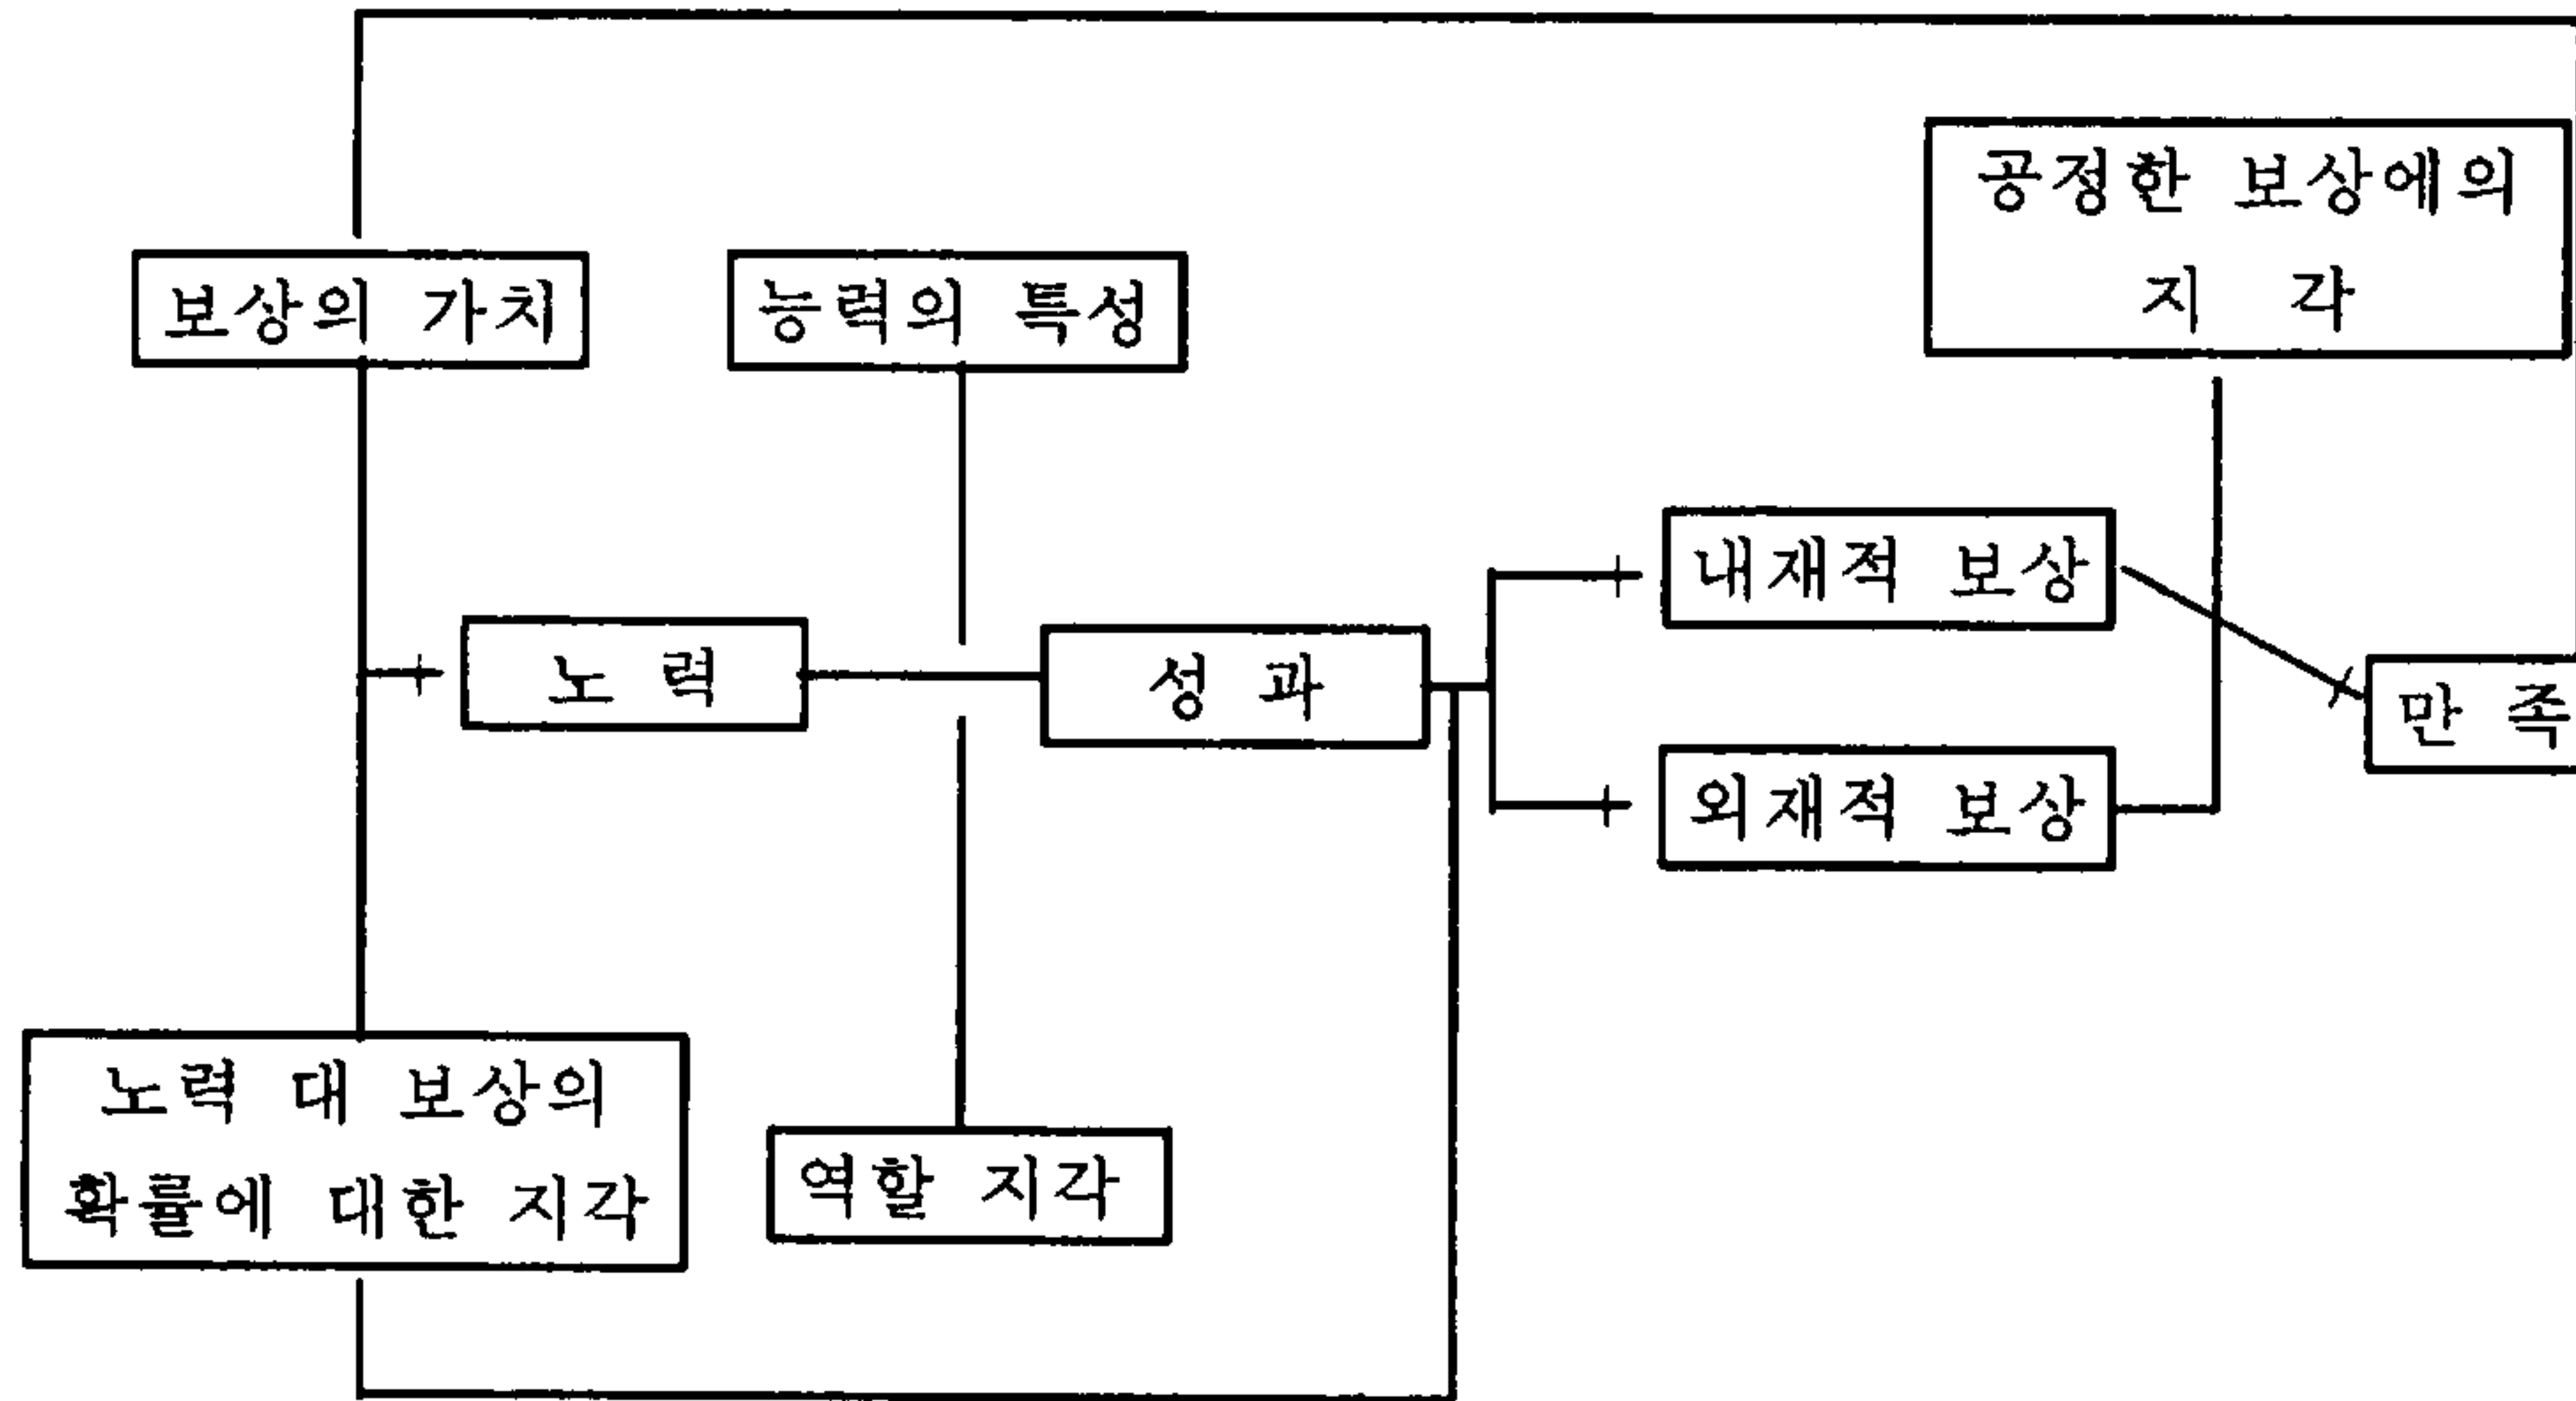 공정한 보상에의
지 각
보상의 가치
능력의 특성
내재적 보상
노 력
성 과
만 족
외재적 보상
노력 대 보상의
확률에 대한 지각
역할 지각